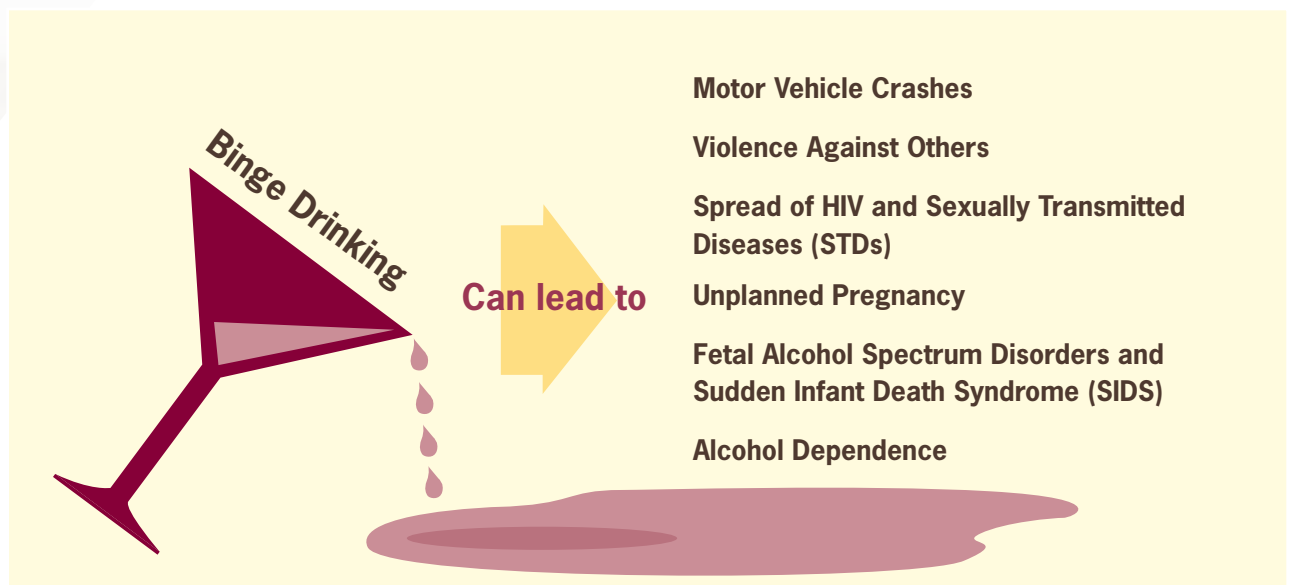 Binge Drinking
Can lead to
Motor Vehicle Crashes
Violence Against Others
Spread of HIV and Sexually Transmitted
Diseases (STDs)
Unplanned Pregnancy
Fetal Alcohol Spectrum Disorders and
Sudden Infant Death Syndrome (SIDS)
Alcohol Dependence